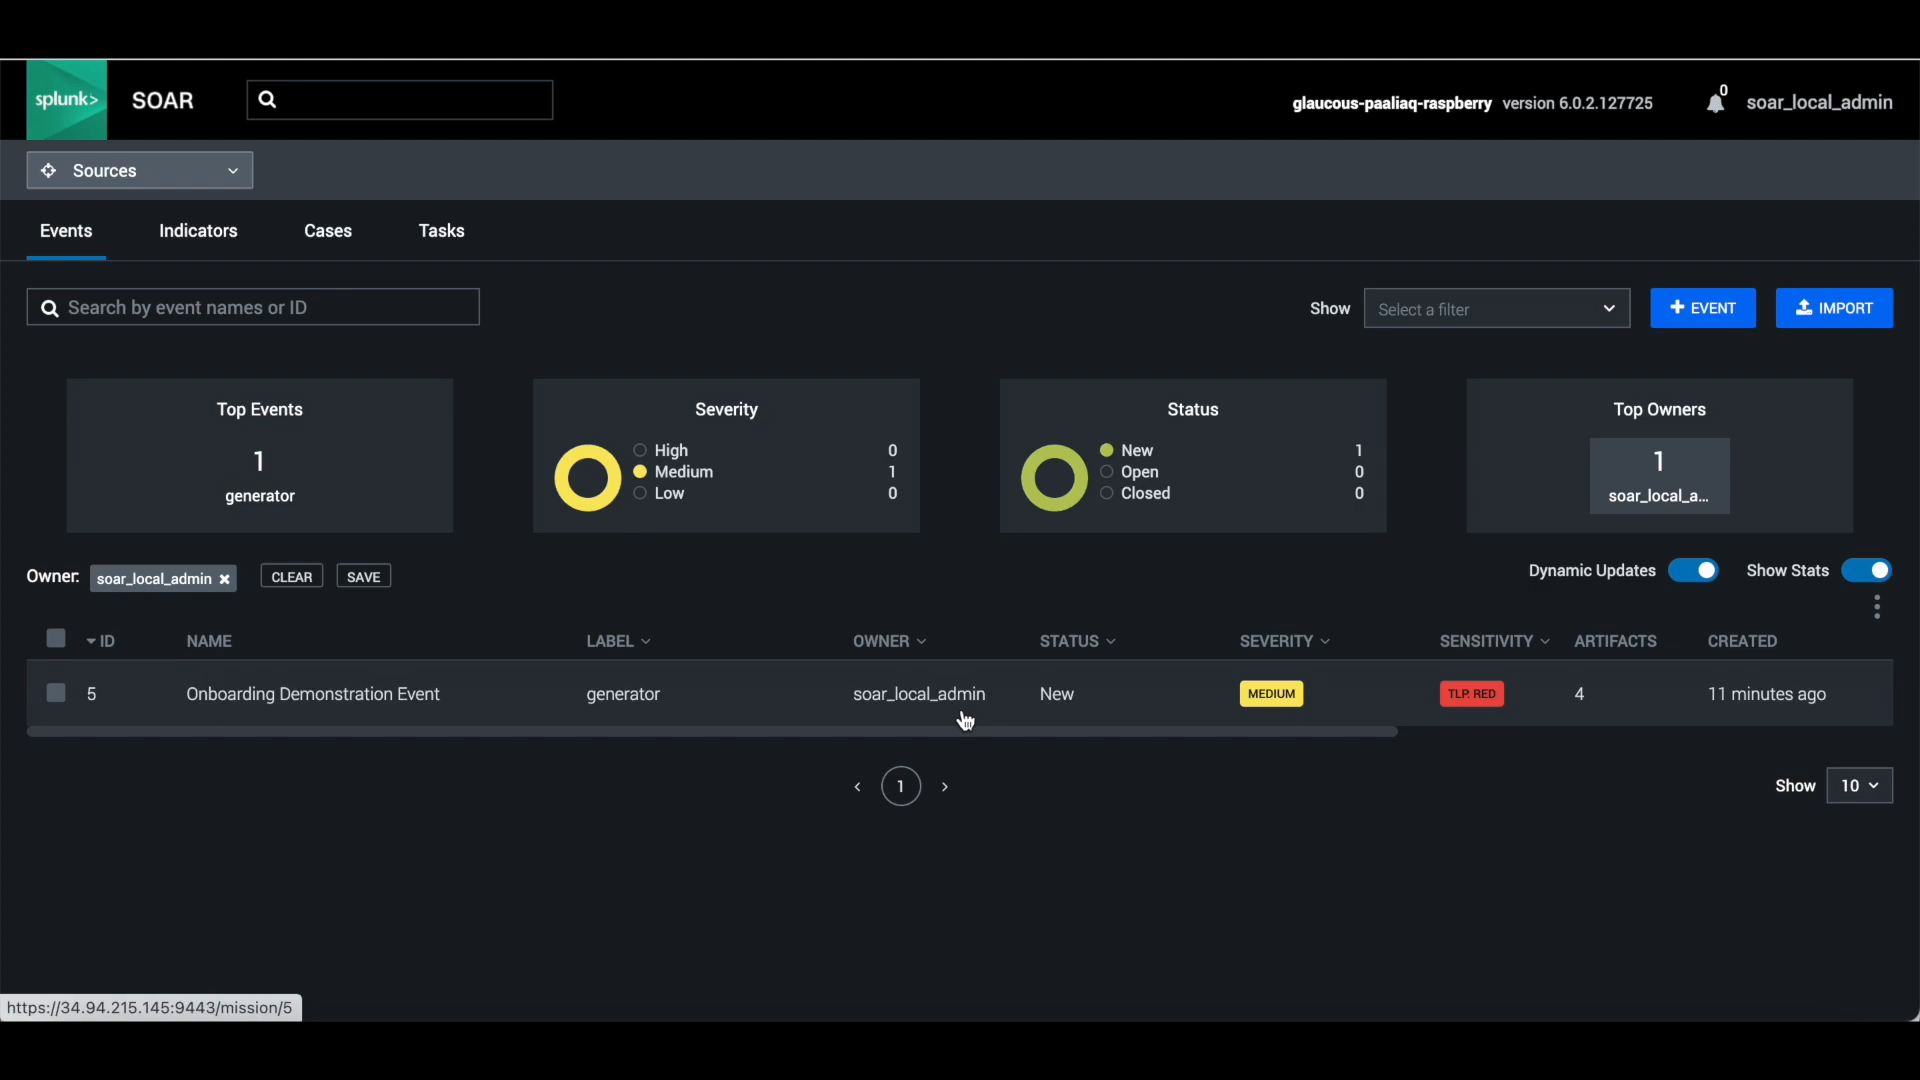 splunk> SOAR glaucous-paaliaq-raspberry version 6.0.2.127725 0 soar_local_admin
Sources
Events Indicators Cases Tasks
Search by event names or ID Show Select a filter + EVENT IMPORT
Top Events
1
generator
Severity
High 0
Medium 1
Low 0
Status
New 1
Open 0
Closed 0
Top Owners
1
soar_local_a...
Owner: soar_local_admin × CLEAR SAVE Dynamic Updates Show Stats
ID NAME LABEL OWNER STATUS SEVERITY SENSITIVITY ARTIFACTS CREATED
5 Onboarding Demonstration Event generator soar_local_admin New MEDIUM TLP: RED 4 11 minutes ago
< 1 > Show 10
https://34.94.215.145:9443/mission/5